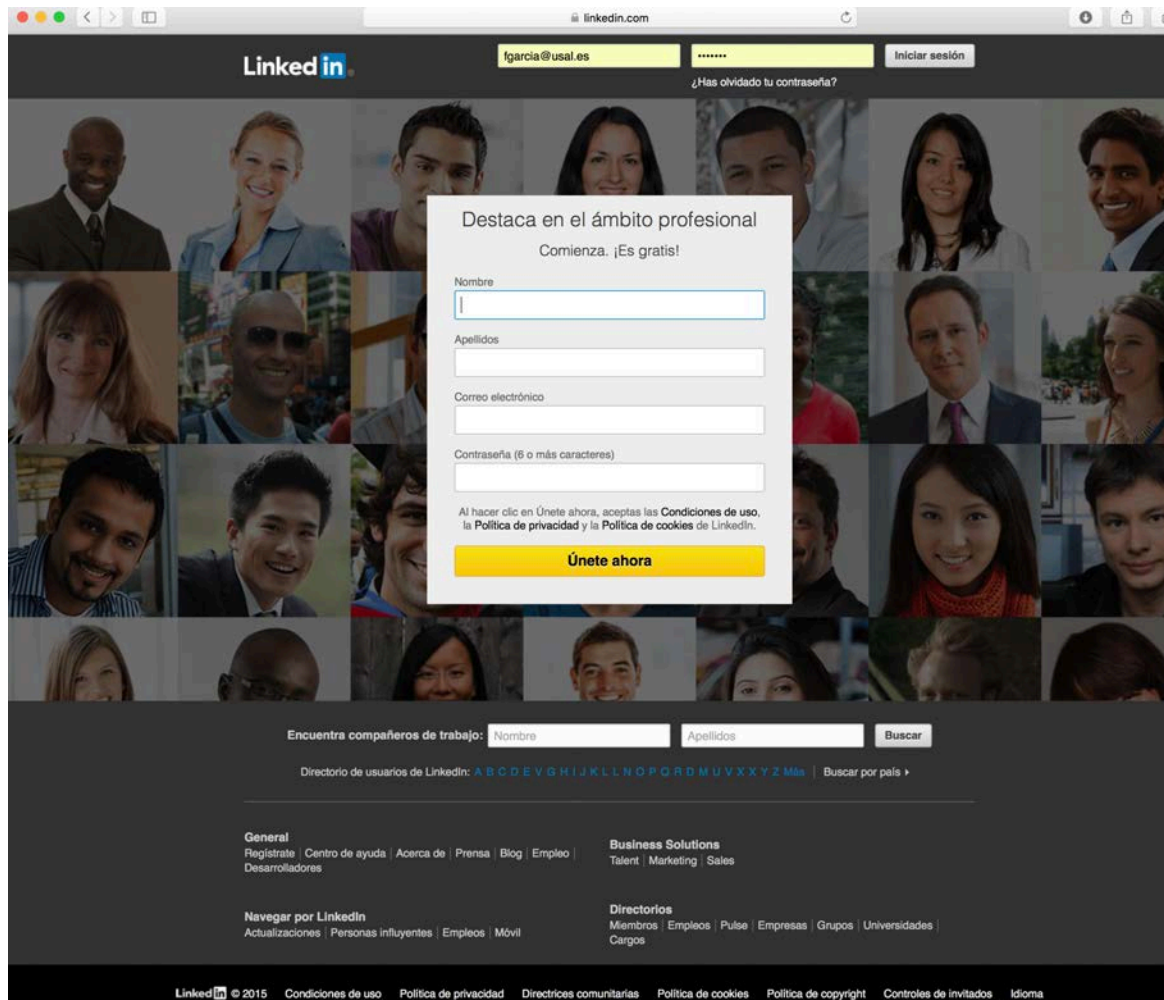 linkedin.com
Linked in
fgarcia@usal.es
•••••••
Iniciar sesión
¿Has olvidado tu contraseña?
Destaca en el ámbito profesional
Comienza. ¡Es gratis!
Nombre
Apellidos
Correo electrónico
Contraseña (6 o más caracteres)
Al hacer clic en Únete ahora, aceptas las Condiciones de uso,
la Política de privacidad y la Política de cookies de LinkedIn.
Únete ahora
Encuentra compañeros de trabajo: Nombre Apellidos Buscar
Directorio de usuarios de LinkedIn: A B C D E V G H I J K L L N O P Q R D M U V X X Y Z Más | Buscar por país
General
Regístrate | Centro de ayuda | Acerca de | Prensa | Blog | Empleo |
Desarrolladores
Business Solutions
Talent | Marketing | Sales
Navegar por LinkedIn
Actualizaciones | Personas influyentes | Empleos | Móvil
Directorios
Miembros | Empleos | Pulse | Empresas | Grupos | Universidades |
Cargos
Linked in © 2015 Condiciones de uso Política de privacidad Directrices comunitarias Política de cookies Política de copyright Controles de invitados Idioma